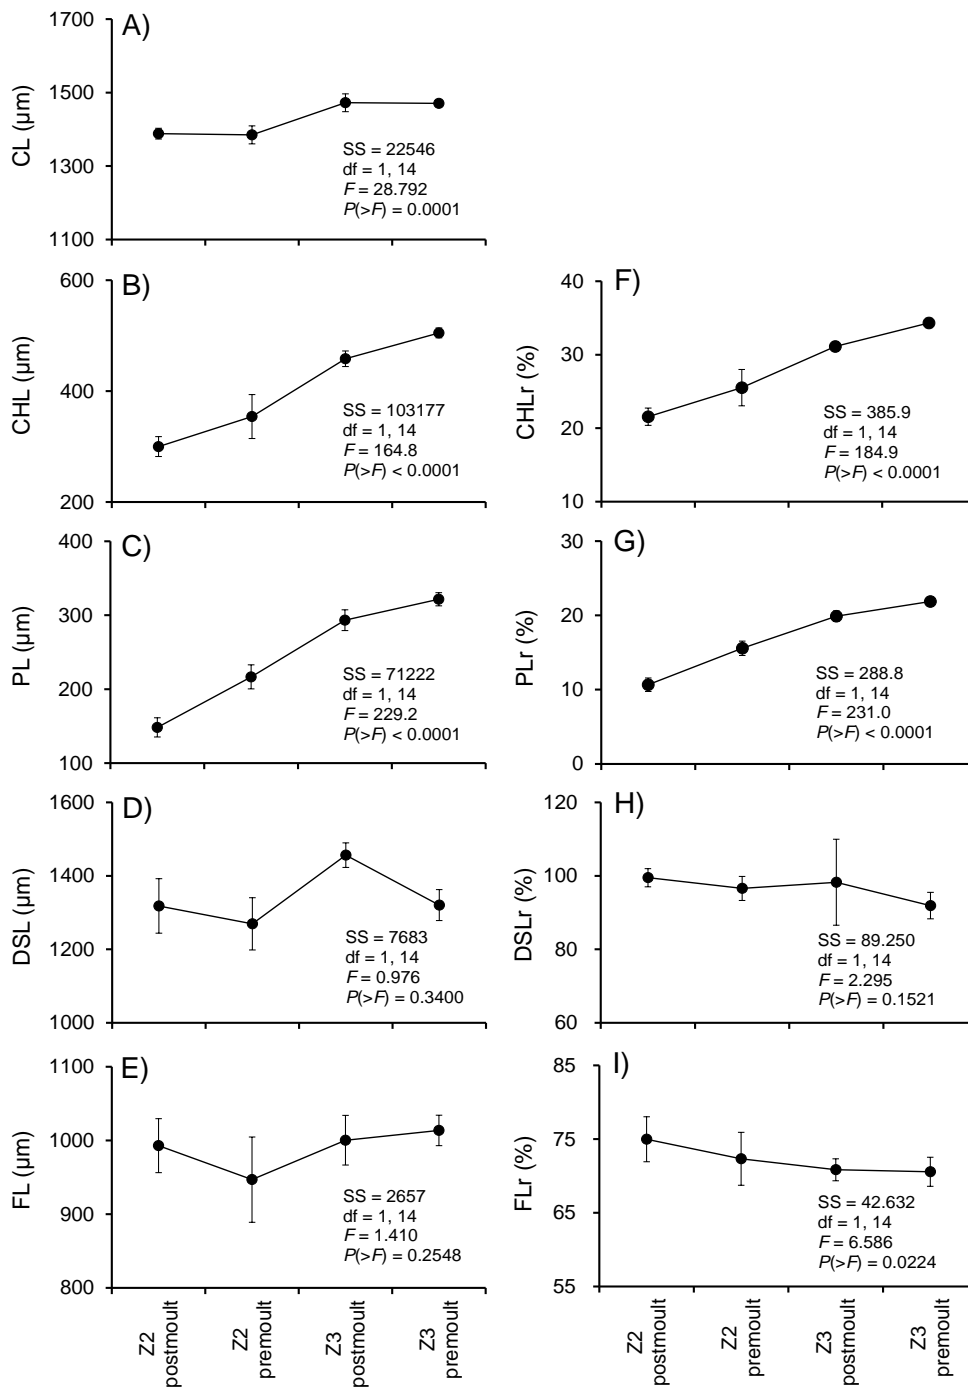 A)
CL (µm)
1700
1500
1300
1100
SS = 22546
df = 1, 14
F = 28.792
P(>F) = 0.0001
B)
CHL (µm)
600
400
200
SS = 103177
df = 1, 14
F = 164.8
P(>F) < 0.0001
F)
CHLr (%)
40
30
20
10
SS = 385.9
df = 1, 14
F = 184.9
P(>F) < 0.0001
C)
PL (µm)
400
300
200
100
SS = 71222
df = 1, 14
F = 229.2
P(>F) < 0.0001
G)
PLr (%)
30
20
10
0
SS = 288.8
df = 1, 14
F = 231.0
P(>F) < 0.0001
D)
DSL (µm)
1600
1400
1200
1000
SS = 7683
df = 1, 14
F = 0.976
P(>F) = 0.3400
H)
DSLr (%)
120
100
80
60
SS = 89.250
df = 1, 14
F = 2.295
P(>F) = 0.1521
E)
FL (µm)
1100
1000
900
800
SS = 2657
df = 1, 14
F = 1.410
P(>F) = 0.2548
I)
FLr (%)
85
75
65
55
SS = 42.632
df = 1, 14
F = 6.586
P(>F) = 0.0224
Z2
postmoult
Z2
premoult
Z3
postmoult
Z3
premoult
Z2
postmoult
Z2
premoult
Z3
postmoult
Z3
premoult